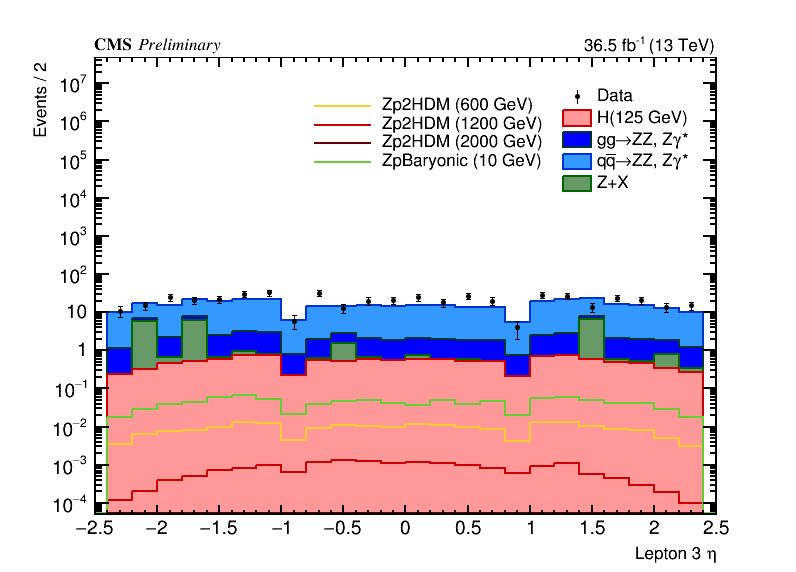 CMS Preliminary 36.5 fb⁻¹ (13 TeV)
Events / 2
Zp2HDM (600 GeV)
Zp2HDM (1200 GeV)
Zp2HDM (2000 GeV)
ZpBaryonic (10 GeV)
Data
H(125 GeV)
gg→ZZ, Zγ*
qq̅→ZZ, Zγ*
Z+X
10⁷
10⁶
10⁵
10⁴
10³
10²
10
1
10⁻¹
10⁻²
10⁻³
10⁻⁴
−2.5 −2 −1.5 −1 −0.5 0 0.5 1 1.5 2 2.5
Lepton 3 η